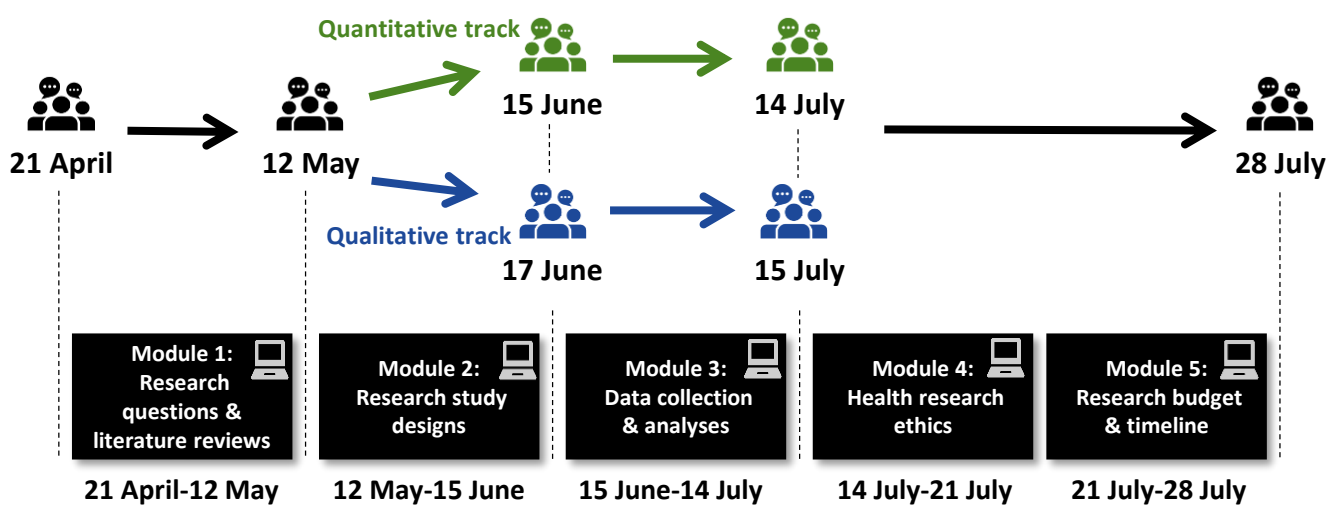 Quantitative track
15 June
14 July
21 April
12 May
28 July
Qualitative track
17 June
15 July
Module 1:
Research
questions &
literature reviews
Module 2:
Research study
designs
Module 3:
Data collection
& analyses
Module 4:
Health research
ethics
Module 5:
Research budget
& timeline
21 April-12 May
12 May-15 June
15 June-14 July
14 July-21 July
21 July-28 July